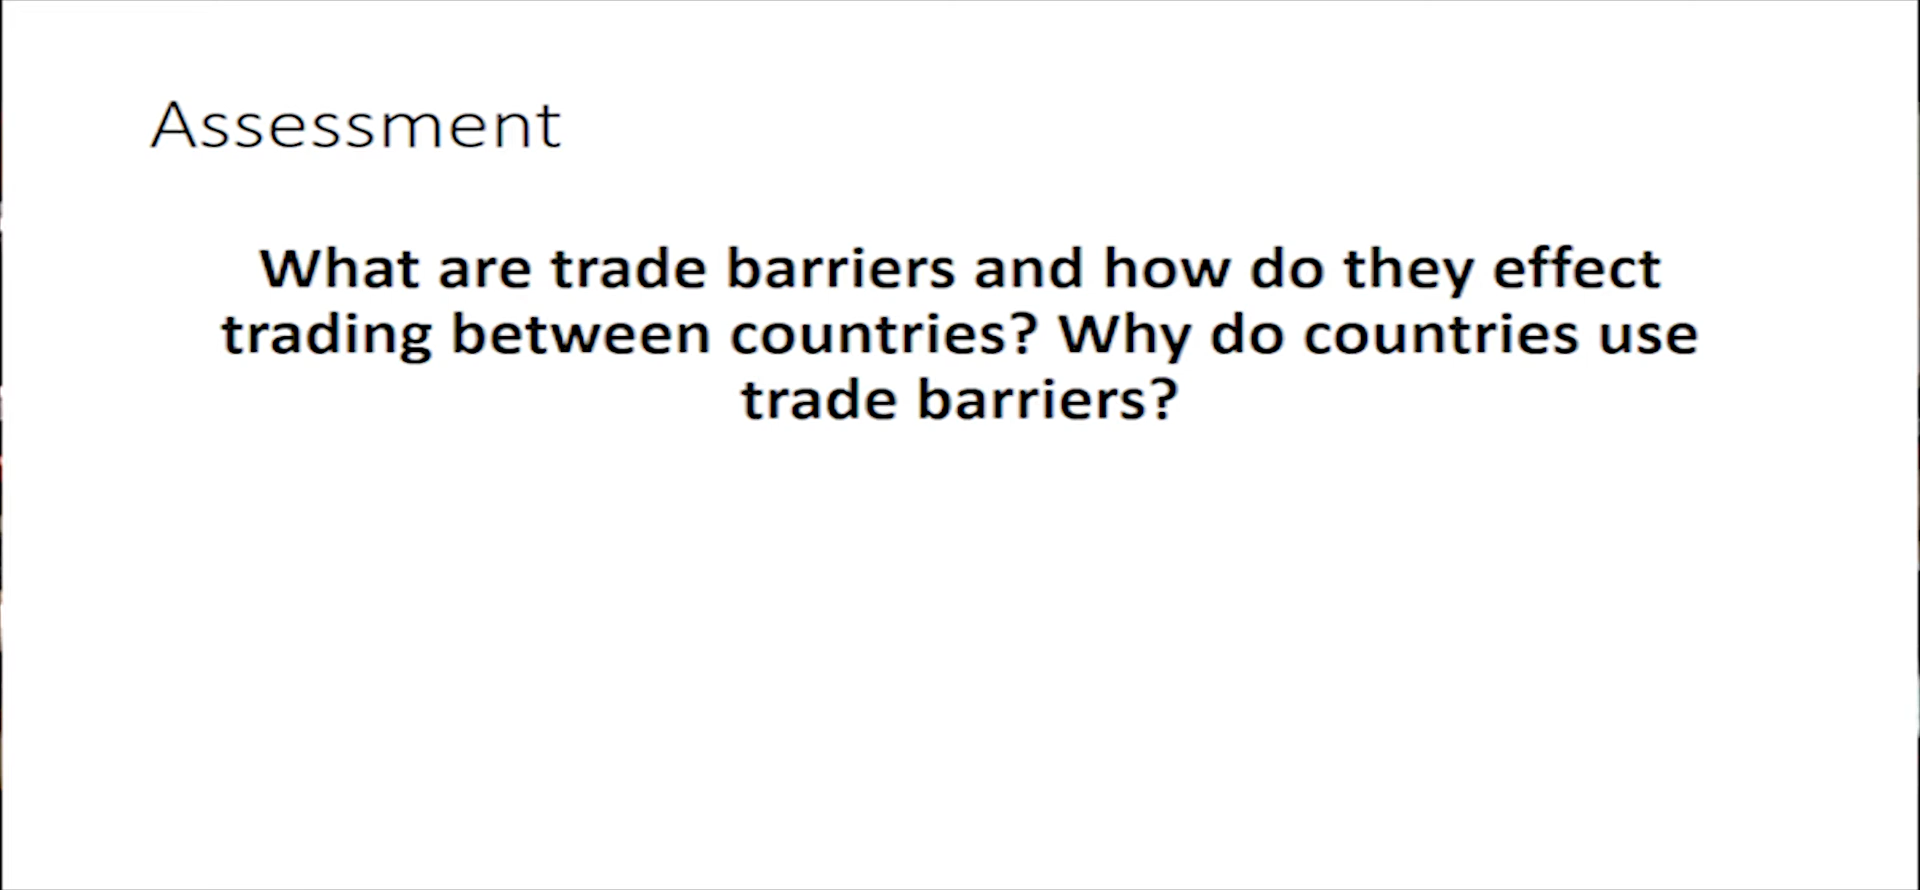 Assessment
What are trade barriers and how do they effect
trading between countries? Why do countries use
trade barriers?